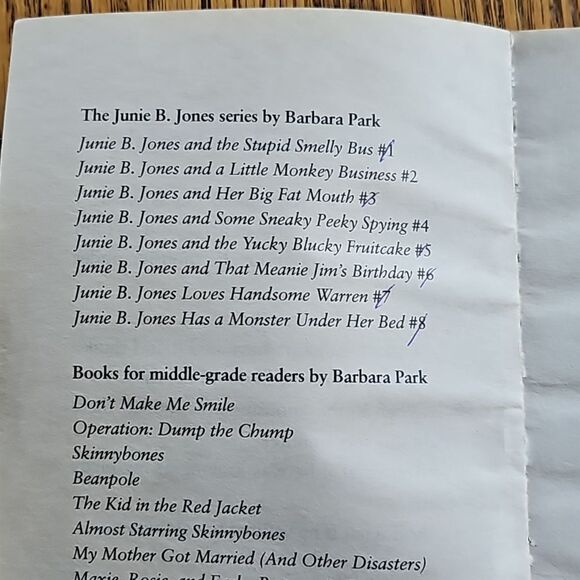 The Junie B. Jones series by Barbara Park
Junie B. Jones and the Stupid Smelly Bus #1
Junie B. Jones and a Little Monkey Business #2
Junie B. Jones and Her Big Fat Mouth #3
Junie B. Jones and Some Sneaky Peeky Spying #4
Junie B. Jones and the Yucky Blucky Fruitcake #5
Junie B. Jones and That Meanie Jim's Birthday #6
Junie B. Jones Loves Handsome Warren #7
Junie B. Jones Has a Monster Under Her Bed #8
Books for middle-grade readers by Barbara Park
Don't Make Me Smile
Operation: Dump the Chump
Skinnybones
Beanpole
The Kid in the Red Jacket
Almost Starring Skinnybones
My Mother Got Married (And Other Disasters)
Maxie, Rosie, and